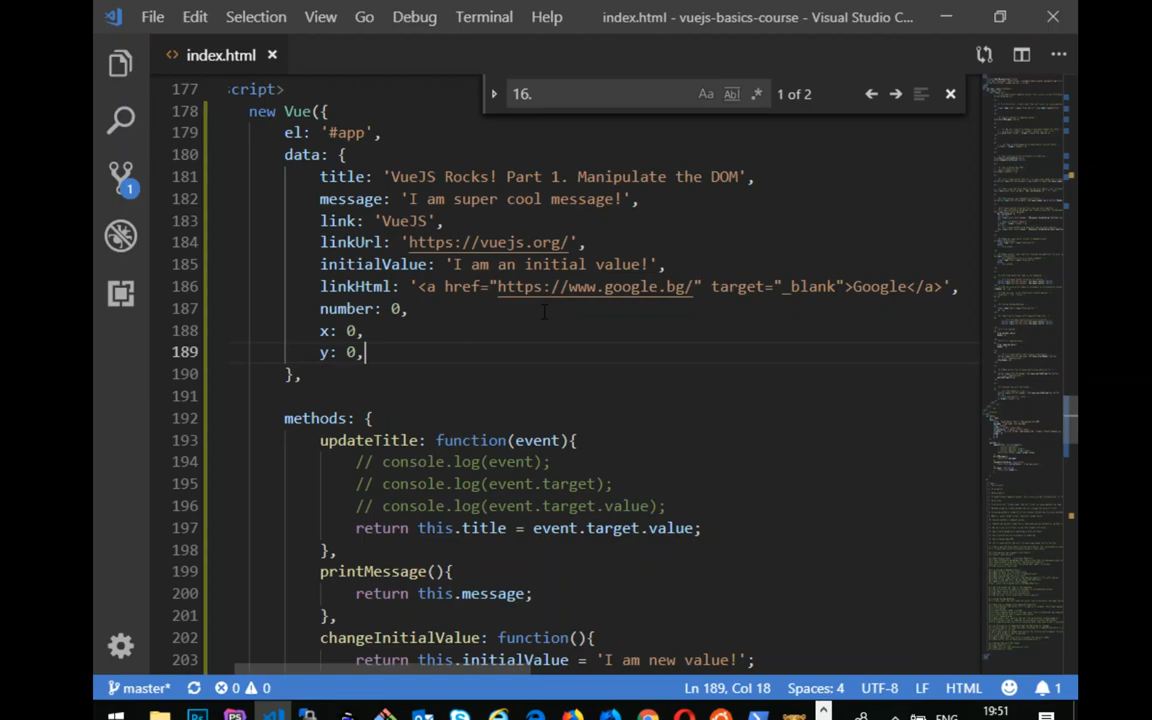 File Edit Selection View Go Debug Terminal Help index.html - vuejs-basics-course - Visual Studio C...
index.html
16. Aa Abl .* 1 of 2
177 cript>
178 new Vue({
179 el: '#app',
180 data: {
181 title: 'VueJS Rocks! Part 1. Manipulate the DOM',
182 message: 'I am super cool message!',
183 link: 'VueJS',
184 linkUrl: 'https://vuejs.org/',
185 initialValue: 'I am an initial value!',
186 linkHtml: '<a href="https://www.google.bg/" target="_blank">Google</a>',
187 number: 0,
188 x: 0,
189 y: 0,
190 },
191
192 methods: {
193 updateTitle: function(event){
194 // console.log(event);
195 // console.log(event.target);
196 // console.log(event.target.value);
197 return this.title = event.target.value;
198 },
199 printMessage(){
200 return this.message;
201 },
202 changeInitialValue: function(){
203 return this.initialValue = 'I am new value!';
1
master* 0 0 Ln 189, Col 18 Spaces: 4 UTF-8 LF HTML 1
19:51